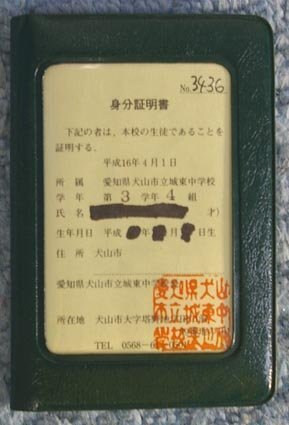 No. 3436
身分証明書
下記の者は、本校の生徒であることを
証明する。
平成16年4月1日
所属 愛知県犬山市立城東中学校
学年 第3学年4組
氏名 才)
生年月日 平成 年 月 日生
住所 犬山市
愛知県犬山市立城東中学校
所在地 犬山市大字塔野地
TEL 0568-6